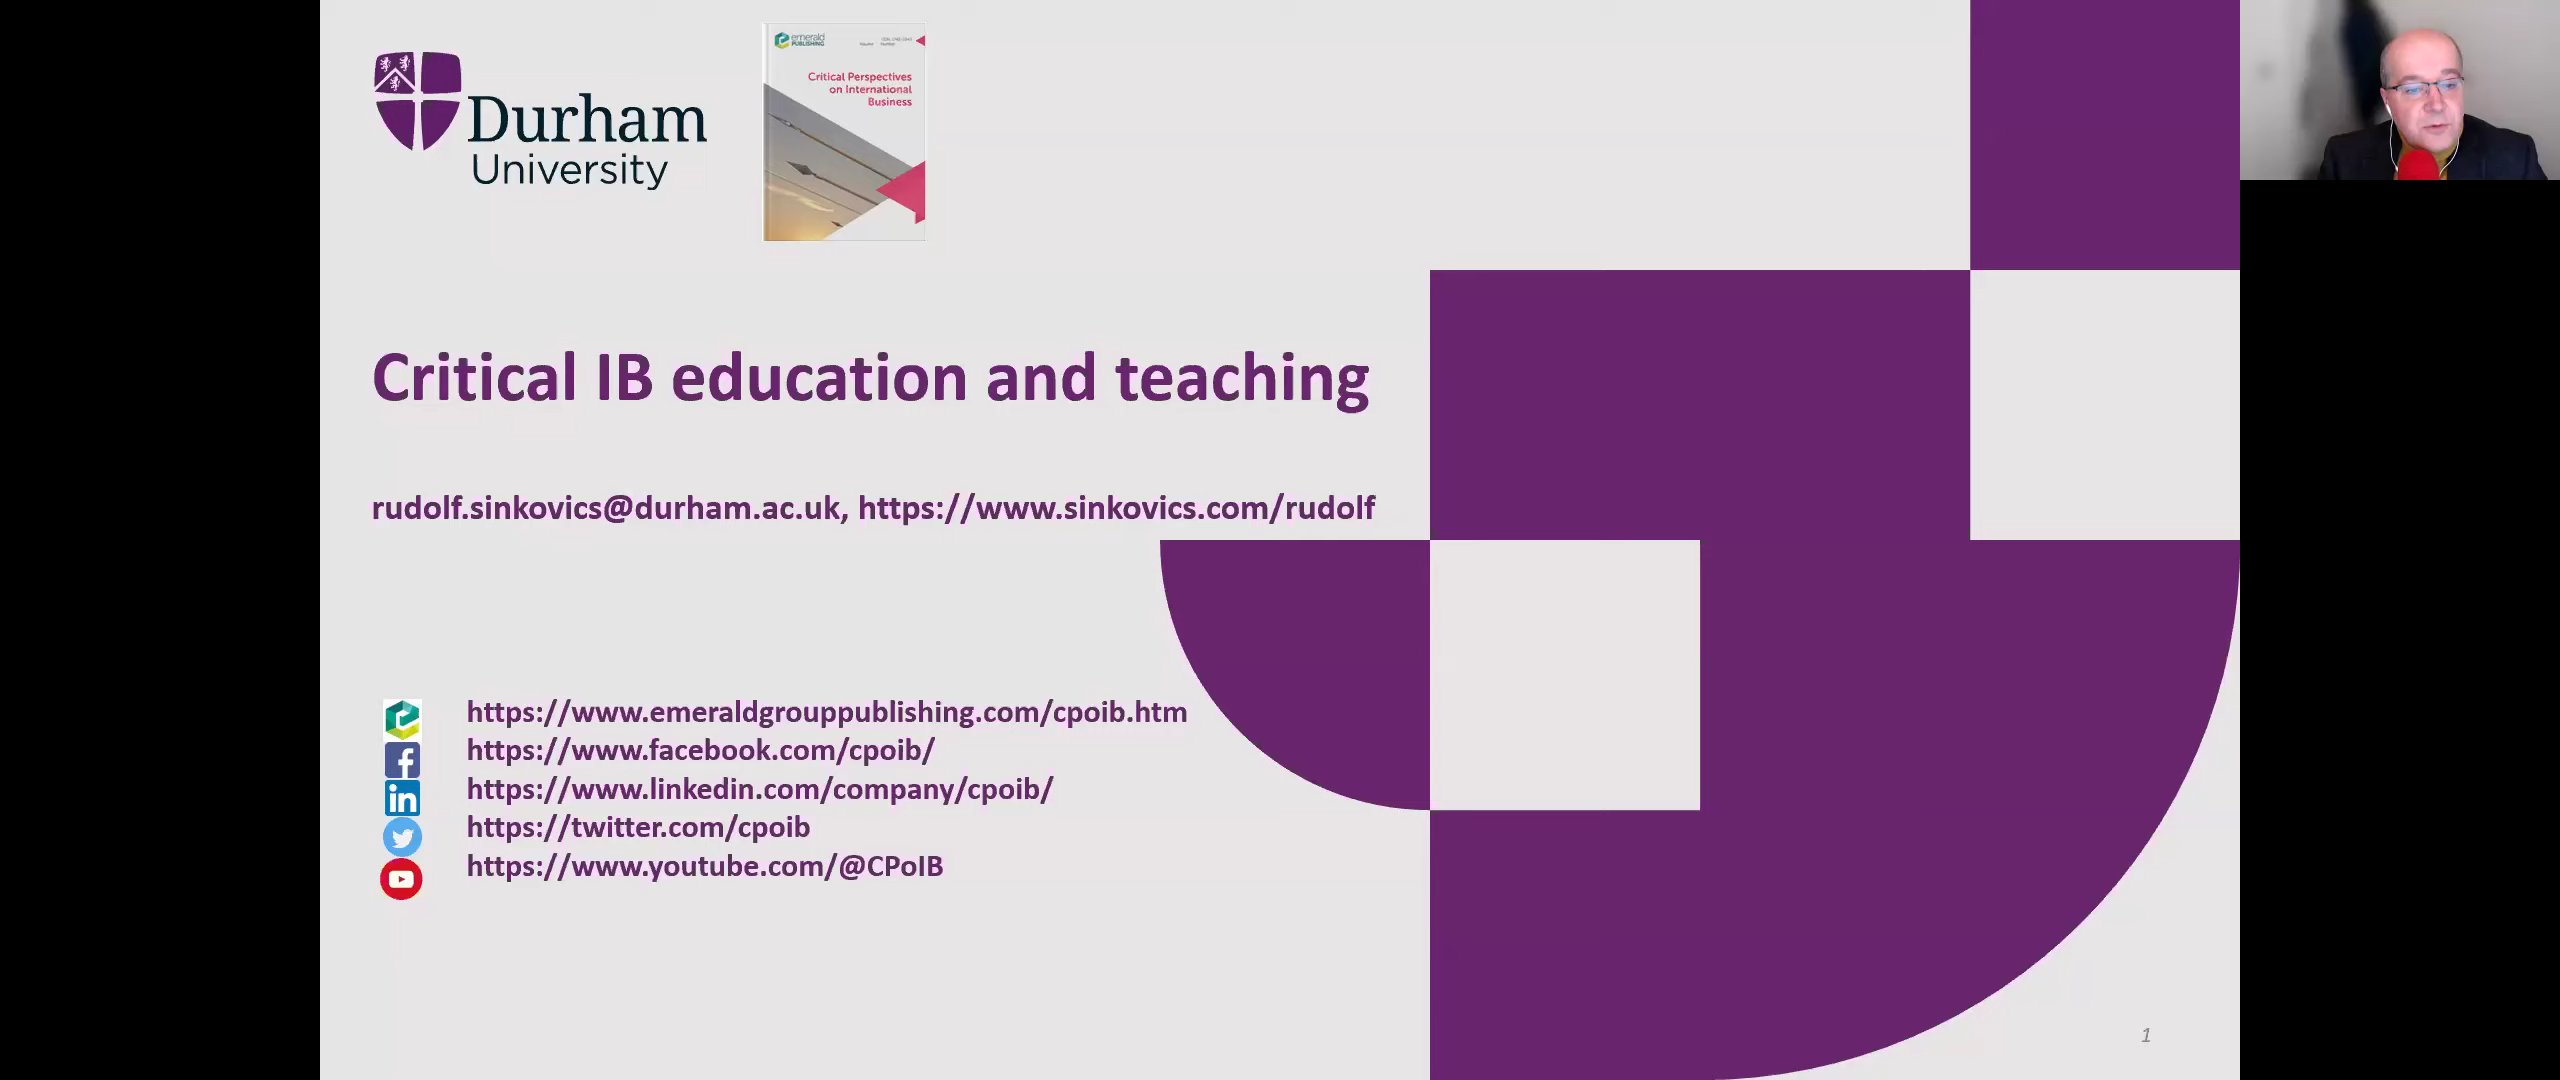 Durham
University
emerald
PUBLISHING
Critical Perspectives
on International
Business
Critical IB education and teaching
rudolf.sinkovics@durham.ac.uk, https://www.sinkovics.com/rudolf
https://www.emeraldgrouppublishing.com/cpoib.htm
https://www.facebook.com/cpoib/
https://www.linkedin.com/company/cpoib/
https://twitter.com/cpoib
https://www.youtube.com/@CPoIB
1